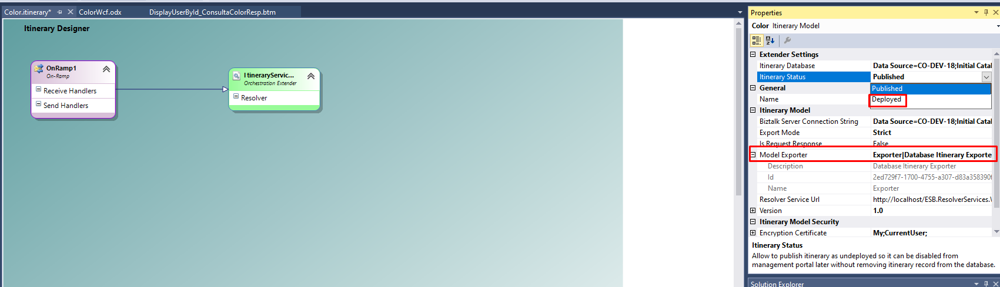 Color.itinerary*
ColorWcf.odx
DisplayUserById_ConsultaColorResp.btm
Itinerary Designer
OnRamp1
On-Ramp
Receive Handlers
Send Handlers
ItineraryServic...
Orchestration Extender
Resolver
Properties
Color Itinerary Model
Extender Settings
Itinerary Database Data Source=CO-DEV-18;Initial Catal
Itinerary Status Published
Published
Deployed
General
Name
Itinerary Model
Biztalk Server Connection String Data Source=CO-DEV-18;Initial Catal
Export Mode Strict
Is Request Response False
Model Exporter Exporter|Database Itinerary Exporte
Description Database Itinerary Exporter
Id 2ed729f7-1700-4755-a307-d83a358390f
Name Exporter
Resolver Service Url http://localhost/ESB.ResolverServices.
Version 1.0
Itinerary Model Security
Encryption Certificate My;CurrentUser;
Itinerary Status
Allow to publish itinerary as undeployed so it can be disabled from
management portal later without removing itinerary record from the database.
Solution Explorer